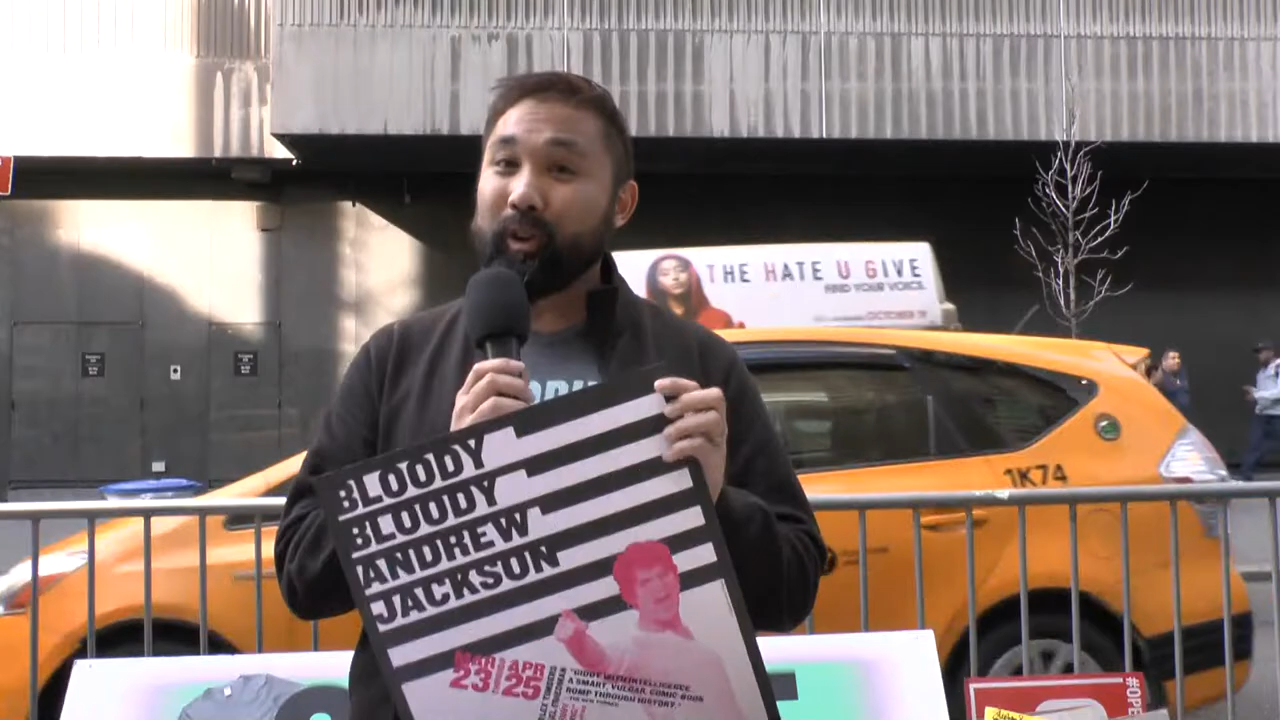 THE HATE U GIVE
FIND YOUR VOICE.
OCTOBER 19
1K74
BLOODY
BLOODY
ANDREW
JACKSON
MAR
23
APR
25
"GIDDY WITH INTELLIGENCE
A SMART, VULGAR, COMIC-BOOK
ROMP THROUGH HISTORY."
#OPE